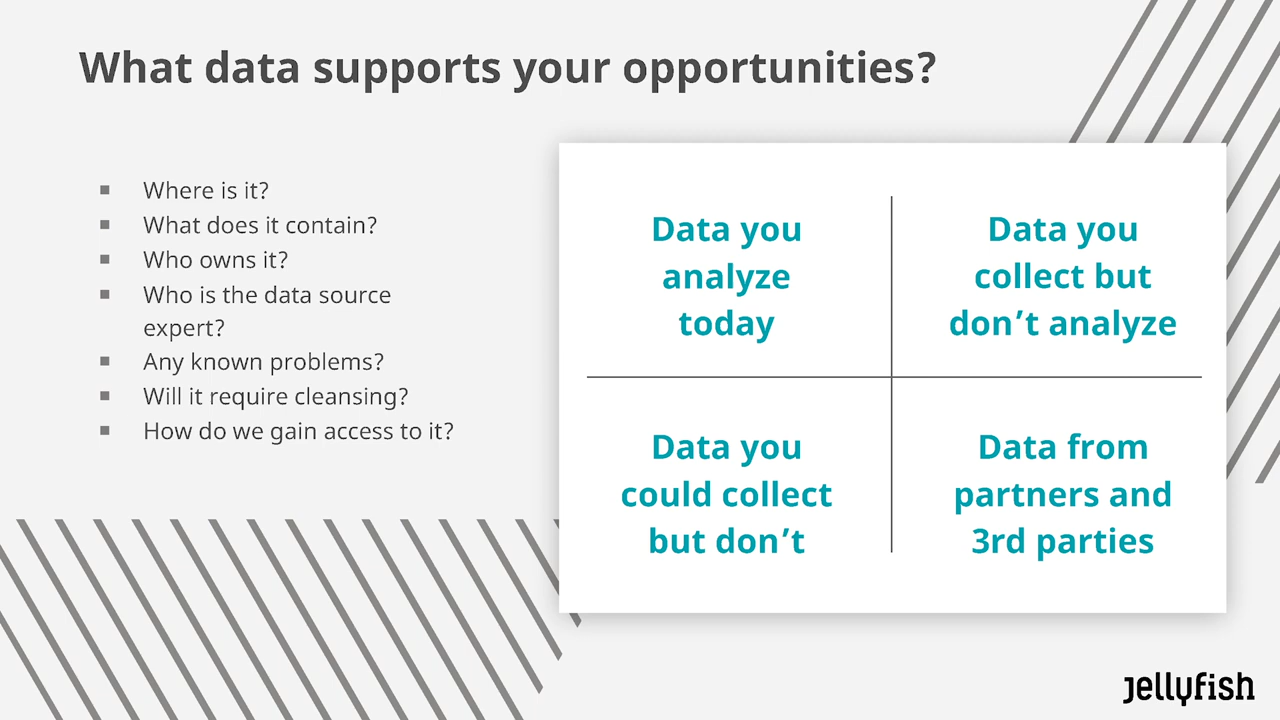 What data supports your opportunities?
Where is it?
What does it contain?
Who owns it?
Who is the data source
expert?
Any known problems?
Will it require cleansing?
How do we gain access to it?
Data you
analyze
today
Data you
collect but
don’t analyze
Data you
could collect
but don’t
Data from
partners and
3rd parties
jellyfish